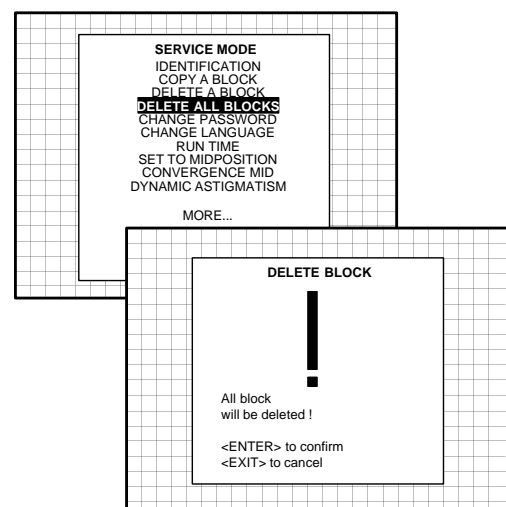 SERVICE MODE
IDENTIFICATION
COPY A BLOCK
DELETE A BLOCK
DELETE ALL BLOCKS
CHANGE PASSWORD
CHANGE LANGUAGE
RUN TIME
SET TO MIDPOSITION
CONVERGENCE MID
DYNAMIC ASTIGMATISM
MORE...
DELETE BLOCK
!
All block
will be deleted !
<ENTER> to confirm
<EXIT> to cancel